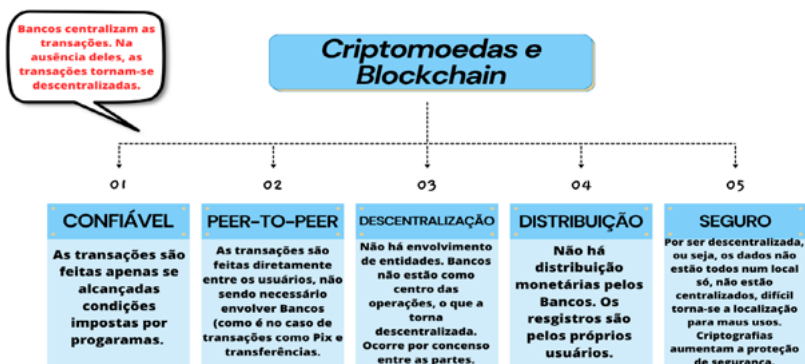 Bancos centralizam as
transações. Na
ausência deles, as
transações tornam-se
descentralizadas.
Criptomoedas e
Blockchain
01
02
03
04
05
CONFIÁVEL
As transações são
feitas apenas se
alcançadas
condições
impostas por
progaramas.
PEER-TO-PEER
As transações são
feitas diretamente
entre os usuários, não
sendo necessário
envolver Bancos
(como é no caso de
transações como Pix e
transferências.
DESCENTRALIZAÇÃO
Não há envolvimento
de entidades. Bancos
não estão como
centro das
operações, o que a
torna
descentralizada.
Ocorre por concenso
entre as partes.
DISTRIBUIÇÃO
Não há
distribuição
monetárias pelos
Bancos. Os
resgistros são
pelos próprios
usuários.
SEGURO
Por ser descentralizada,
ou seja, os dados não
estão todos num local
só, não estão
centralizados, difícil
torna-se a localização
para maus usos.
Criptografias
aumentam a proteção
de segurança.